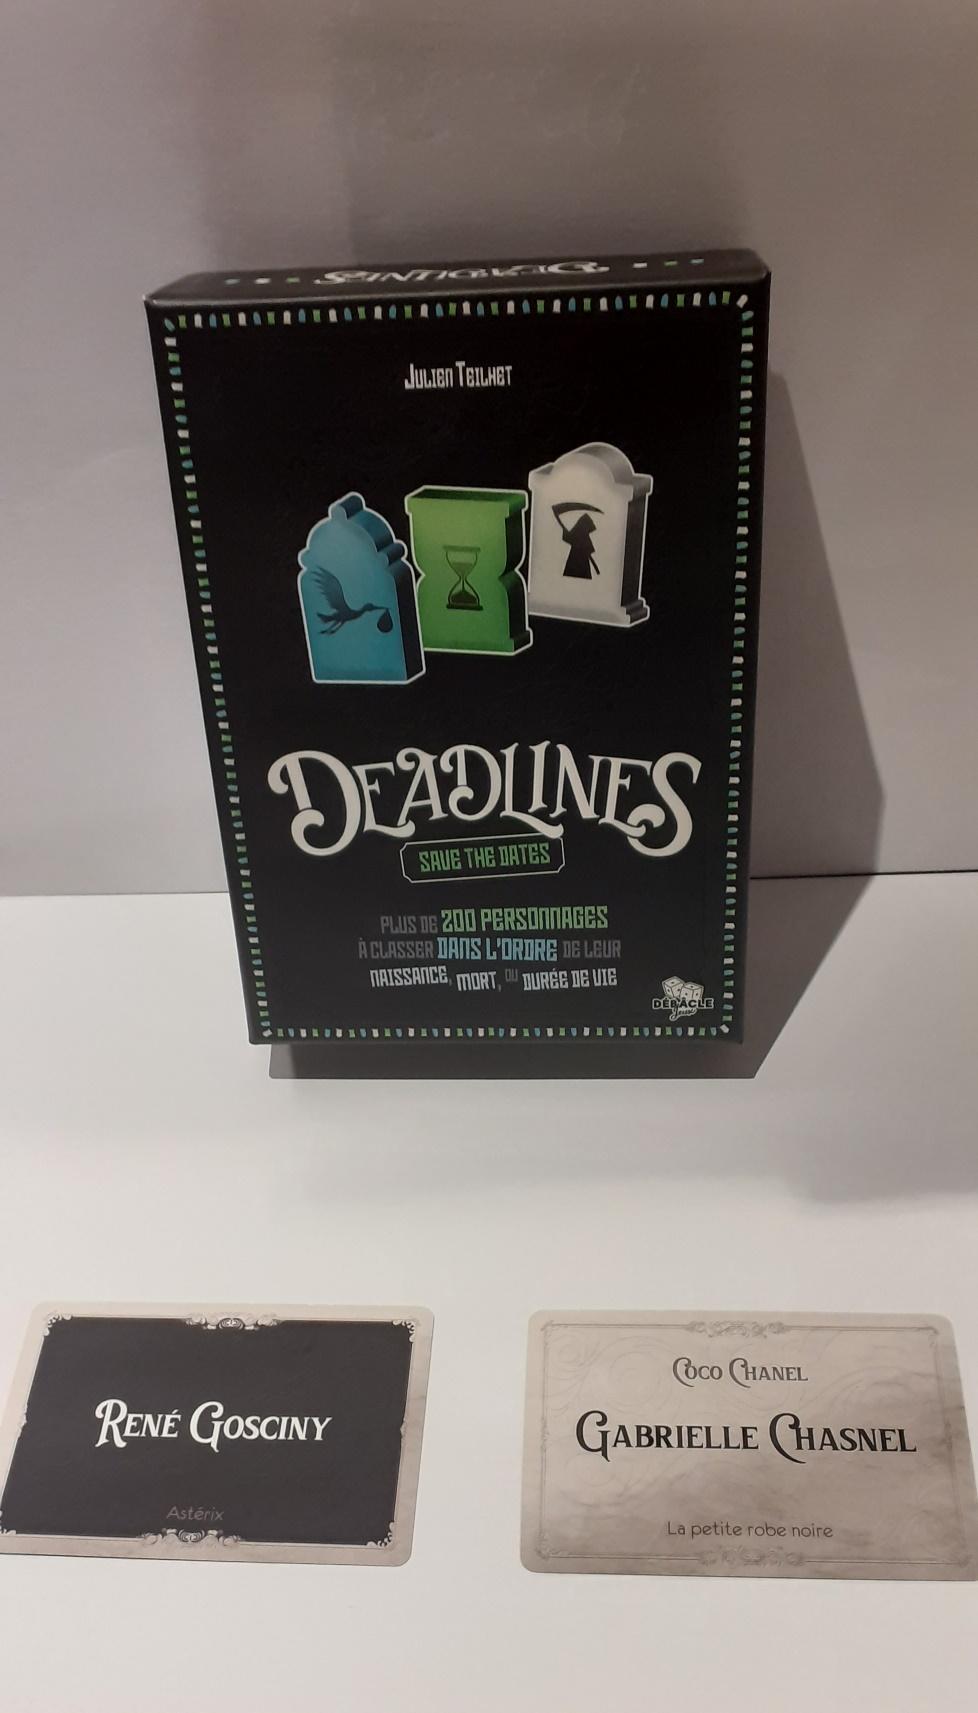 DEADLINES
JULIEN TEILHET
DEADLINES
SAVE THE DATES
PLUS DE 200 PERSONNAGES
À CLASSER DANS L'ORDRE DE LEUR
NAISSANCE, MORT, OU DURÉE DE VIE
DÉBÂCLE
Jeux
RENÉ GOSCINY
Astérix
COCO CHANEL
GABRIELLE CHASNEL
La petite robe noire